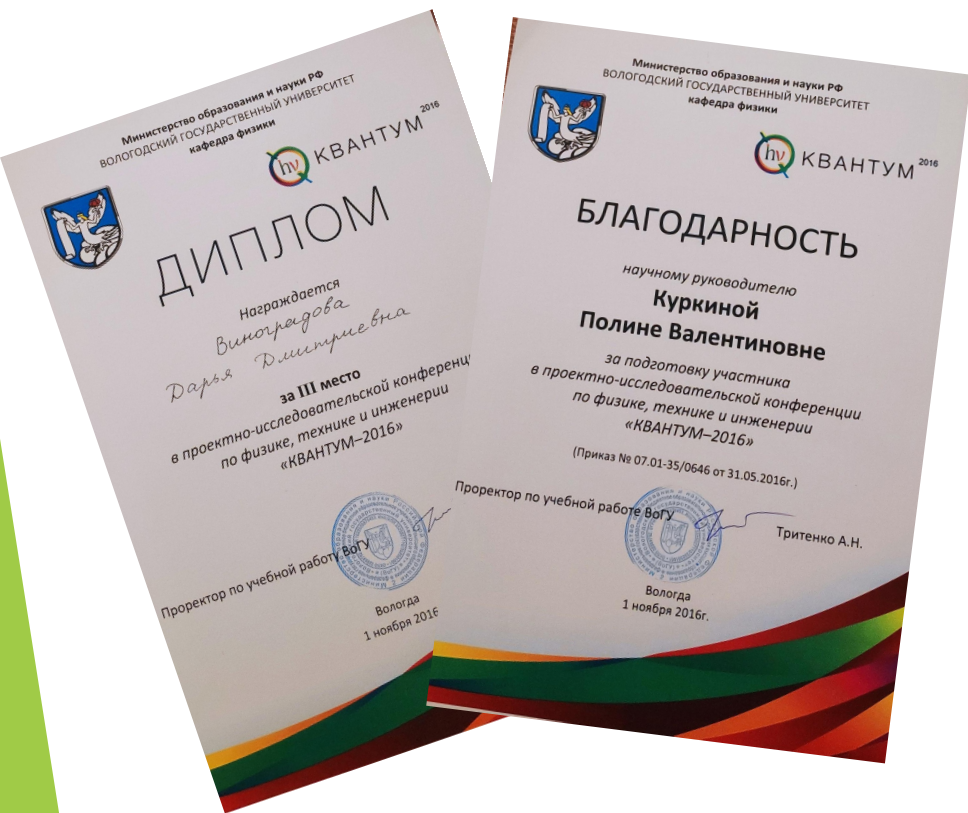 Министерство образования и науки РФ
ВОЛОГОДСКИЙ ГОСУДАРСТВЕННЫЙ УНИВЕРСИТЕТ
кафедра физики
hν КВАНТУМ 2016
ДИПЛОМ
Награждается
Виноградова
Дарья Дмитриевна
за III место
в проектно-исследовательской конференци
по физике, технике и инженерии
«КВАНТУМ–2016»
Проректор по учебной работу ВоГУ
Вологда
1 ноября 2016
Министерство образования и науки РФ
ВОЛОГОДСКИЙ ГОСУДАРСТВЕННЫЙ УНИВЕРСИТЕТ
кафедра физики
hν КВАНТУМ 2016
БЛАГОДАРНОСТЬ
научному руководителю
Куркиной
Полине Валентиновне
за подготовку участника
в проектно-исследовательской конференции
по физике, технике и инженерии
«КВАНТУМ–2016»
(Приказ № 07.01-35/0646 от 31.05.2016г.)
Проректор по учебной работе ВоГУ
Тритенко А.Н.
Вологда
1 ноября 2016г.